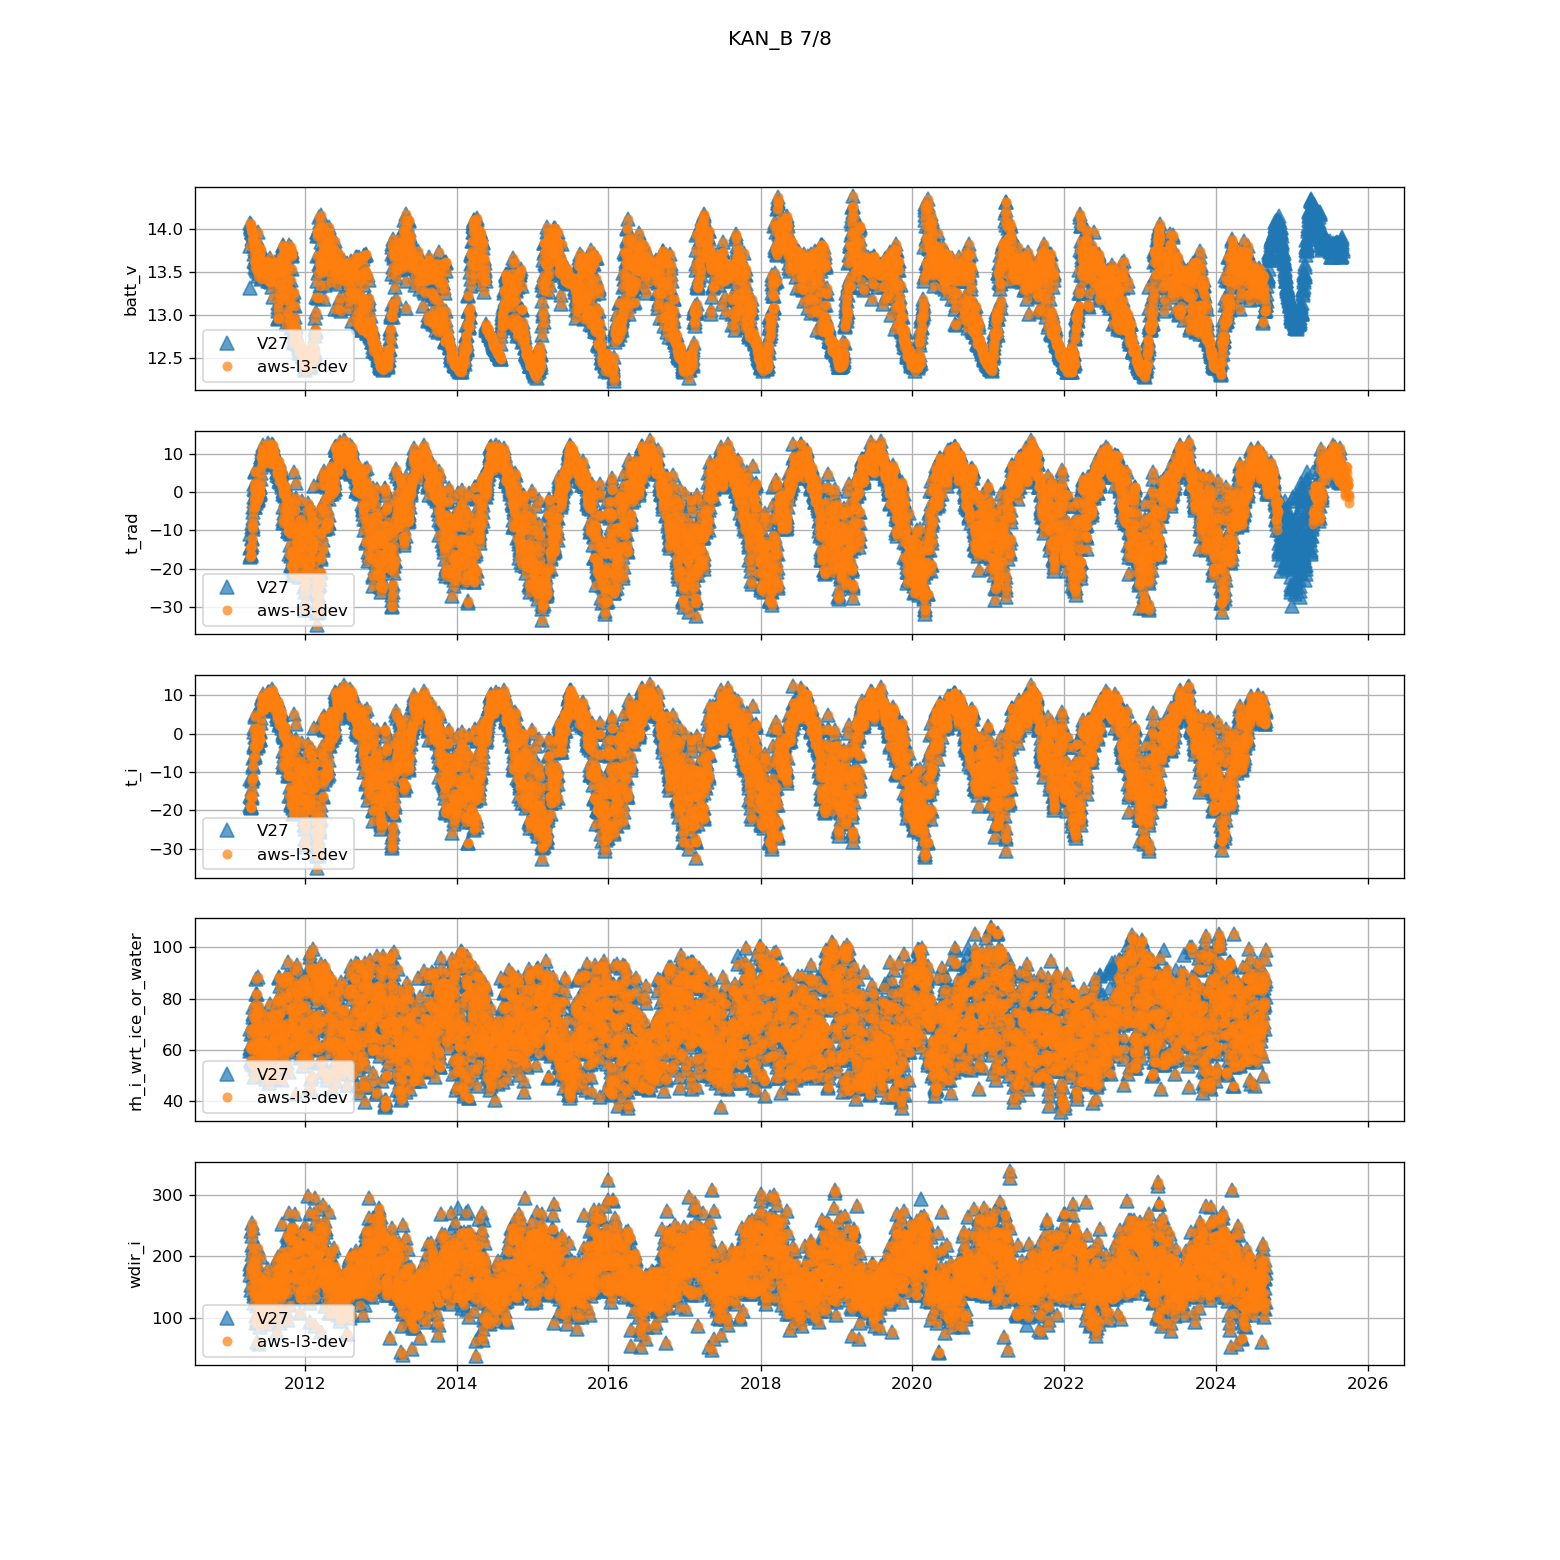 KAN_B 7/8
batt_v
14.0
13.5
13.0
12.5
V27
aws-l3-dev
t_rad
10
0
−10
−20
−30
V27
aws-l3-dev
t_i
10
0
−10
−20
−30
V27
aws-l3-dev
rh_i_wrt_ice_or_water
100
80
60
40
V27
aws-l3-dev
wdir_i
300
200
100
V27
aws-l3-dev
2012 2014 2016 2018 2020 2022 2024 2026